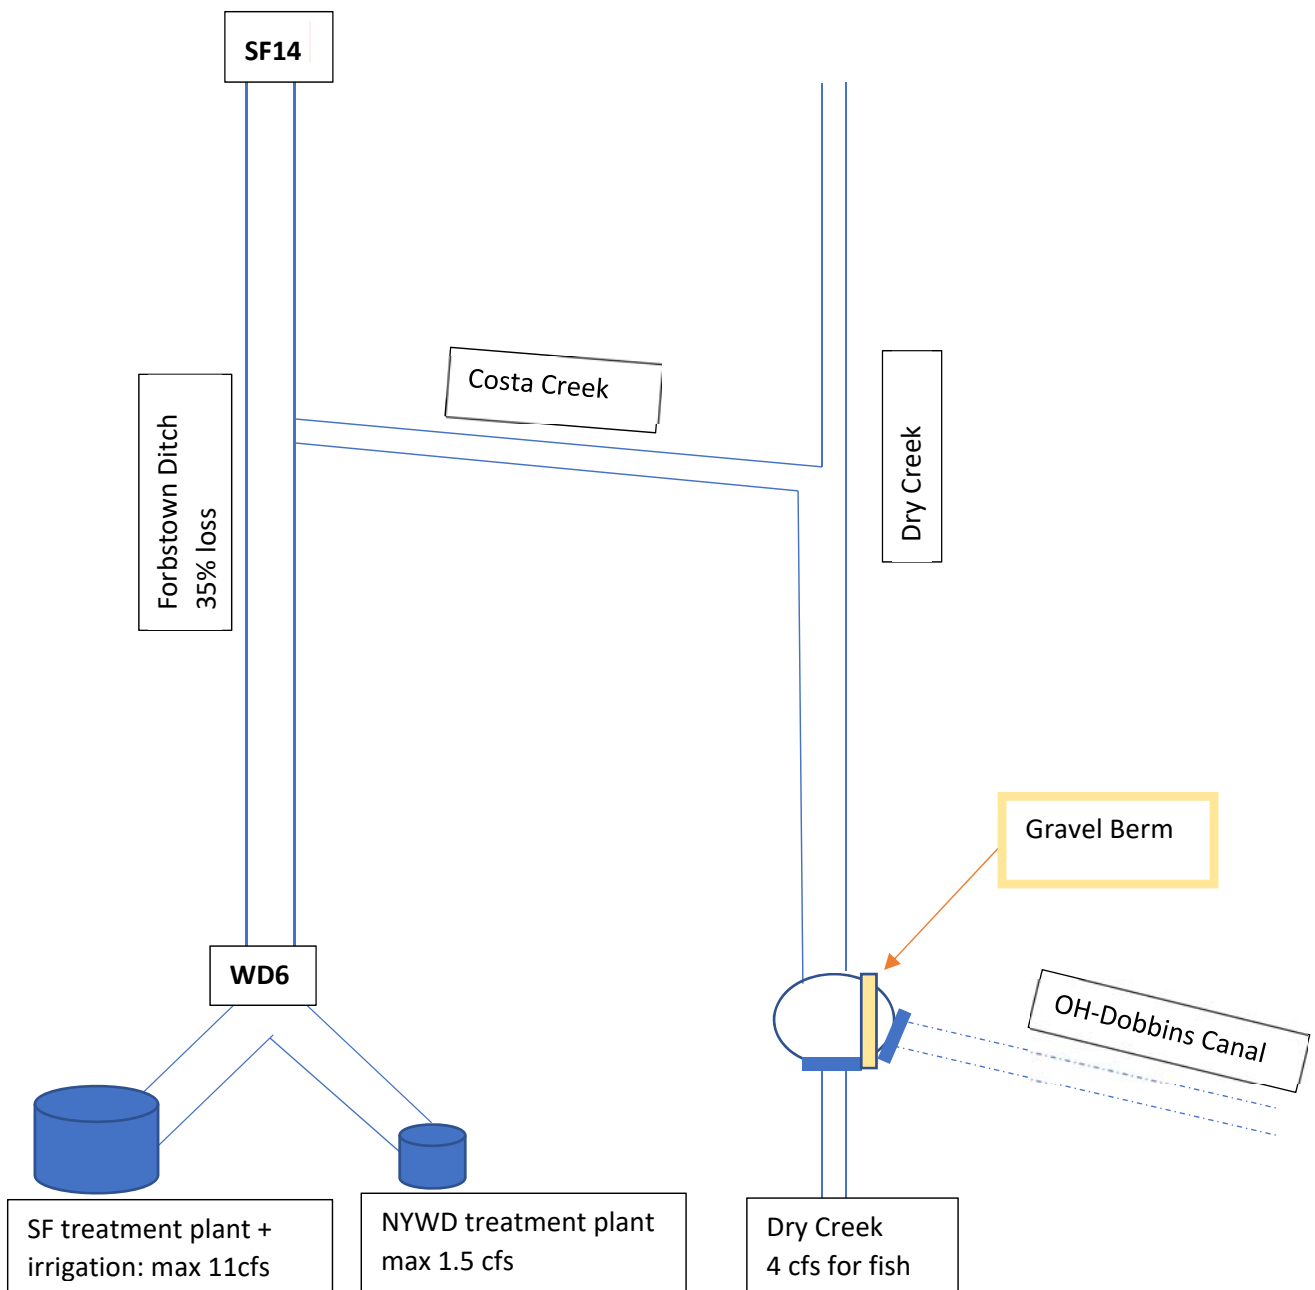 SF14
Costa Creek
Forbstown Ditch
35% loss
Dry Creek
Gravel Berm
WD6
OH-Dobbins Canal
SF treatment plant +
irrigation: max 11cfs
NYWD treatment plant
max 1.5 cfs
Dry Creek
4 cfs for fish